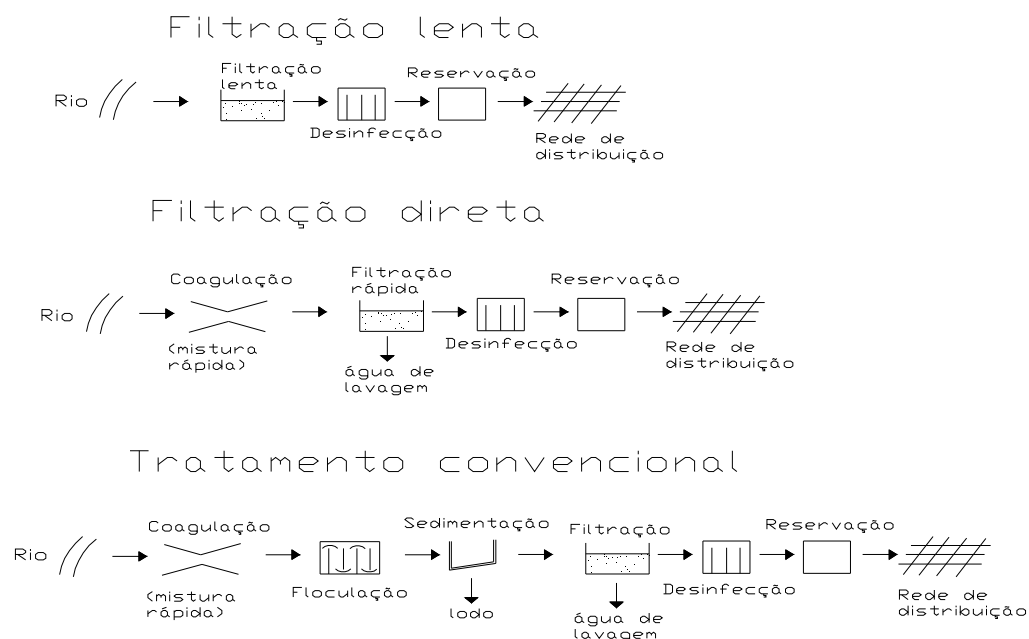 Filtração lenta
Rio
Filtração
lenta
Desinfecção
Reservação
Rede de
distribuição
Filtração direta
Rio
Coagulação
(mistura
rápida)
Filtração
rápida
água de
lavagem
Desinfecção
Reservação
Rede de
distribuição
Tratamento convencional
Rio
Coagulação
(mistura
rápida)
Floculação
Sedimentação
lodo
Filtração
água de
lavagem
Desinfecção
Reservação
Rede de
distribuição